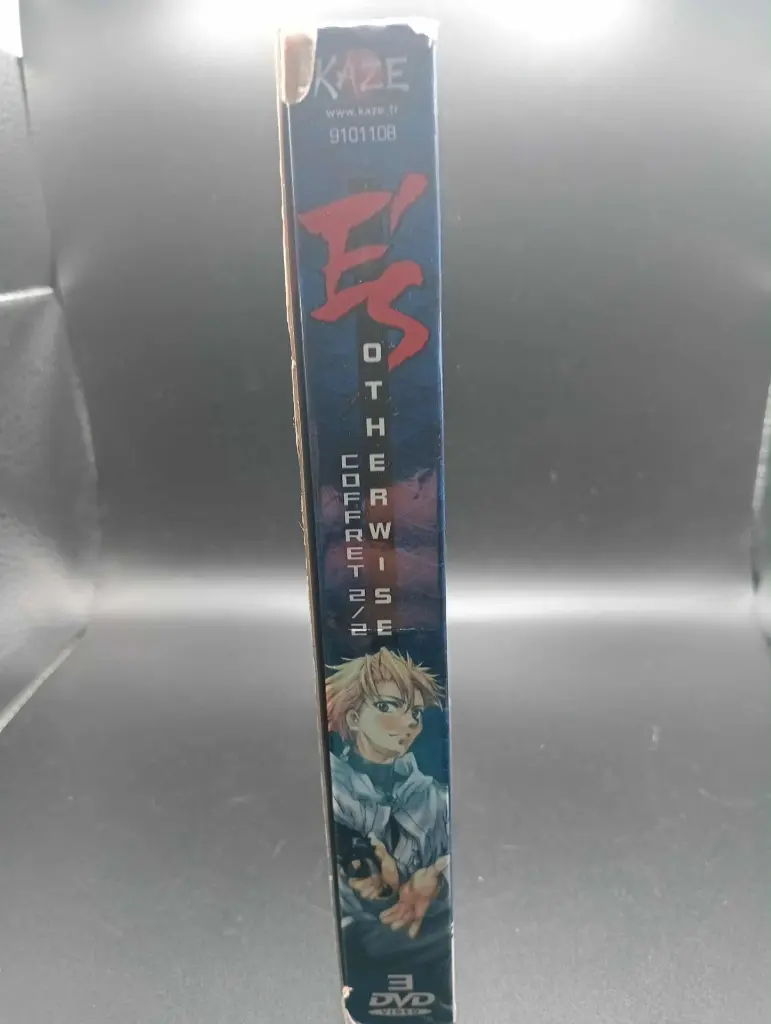 KAZE
www.kaze.fr
9101108
E'S
OTHERWISE
COFFRET 2/2
3
DVD
VIDEO